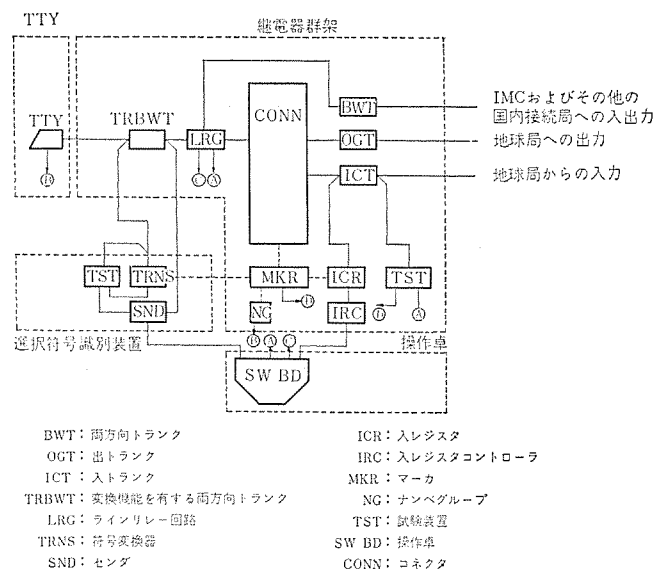 TTY
継電器群架
TTY
TRBWT
LRG
CONN
BWT
OGT
ICT
IMCおよびその他の
国内接続局への入出力
地球局への出力
地球局からの入力
B
C A
TST
TRNS
SND
MKR
NG
ICR
IRC
TST
A
B A C
選択符号識別装置
操作卓
SW BD
BWT：両方向トランク
OGT：出トランク
ICT：入トランク
TRBWT：変換機能を有する両方向トランク
LRG：ラインリレー回路
TRNS：符号変換器
SND：センダ
ICR：入レジスタ
IRC：入レジスタコントローラ
MKR：マーカ
NG：ナンバグループ
TST：試験装置
SW BD：操作卓
CONN：コネクタ